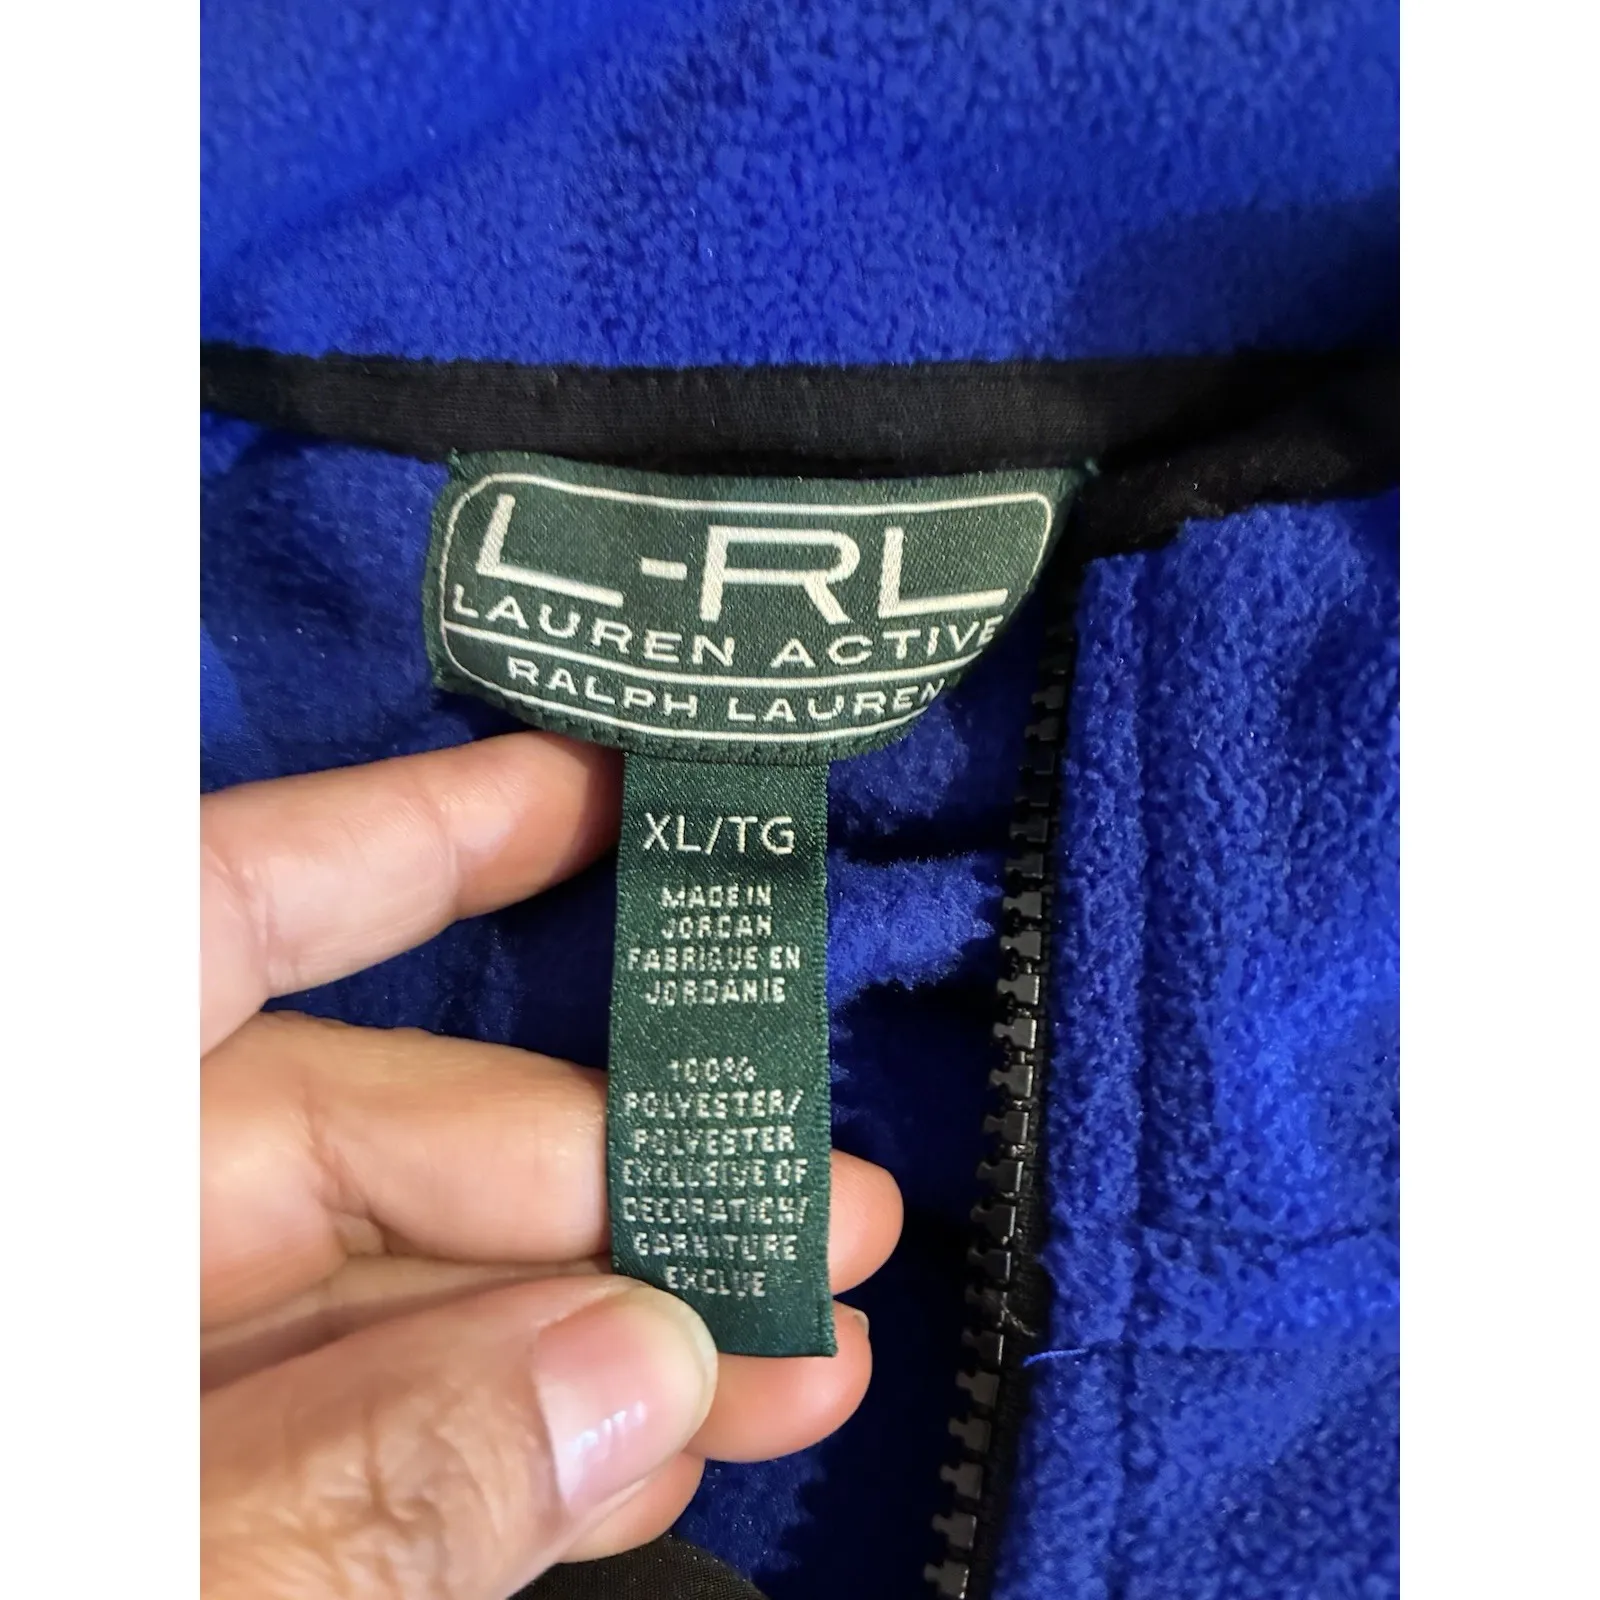 L-RL
LAUREN ACTIVE
RALPH LAUREN
XL/TG
MADE IN
JORDAN
FABRIQUE EN
JORDANIE
100%
POLYESTER/
POLYESTER
EXCLUSIVE OF
DECORATION/
GARNITURE
EXCLUE